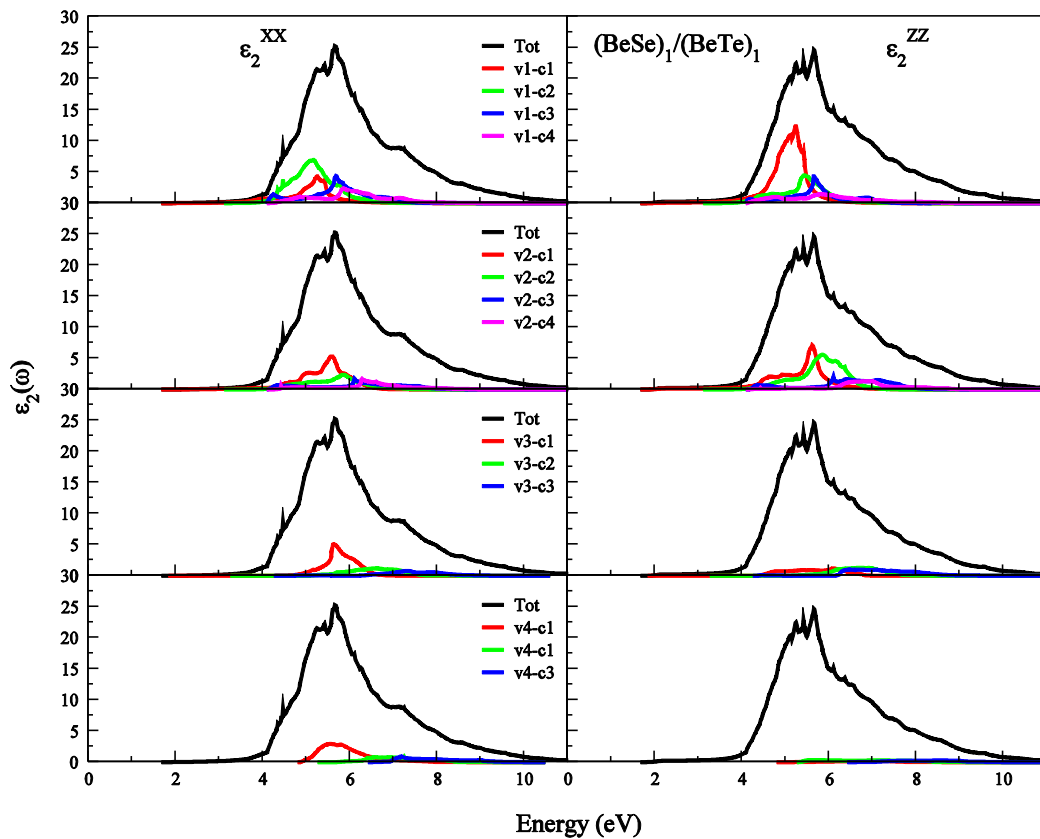 30
ε₂^XX
(BeSe)₁/(BeTe)₁
ε₂^ZZ
25
20
15
10
5
Tot
v1-c1
v1-c2
v1-c3
v1-c4
30
25
20
15
10
5
Tot
v2-c1
v2-c2
v2-c3
v2-c4
30
25
20
15
10
5
Tot
v3-c1
v3-c2
v3-c3
30
25
20
15
10
5
0
Tot
v4-c1
v4-c1
v4-c3
ε₂(ω)
0 2 4 6 8 10 0 2 4 6 8 10
Energy (eV)